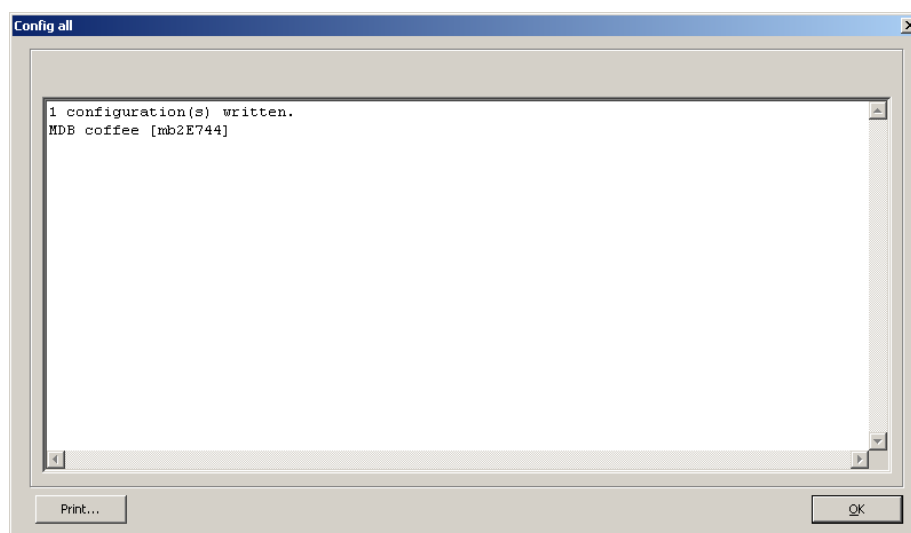 Config all
1 configuration(s) written.
MDB coffee [mb2E744]
Print...
OK